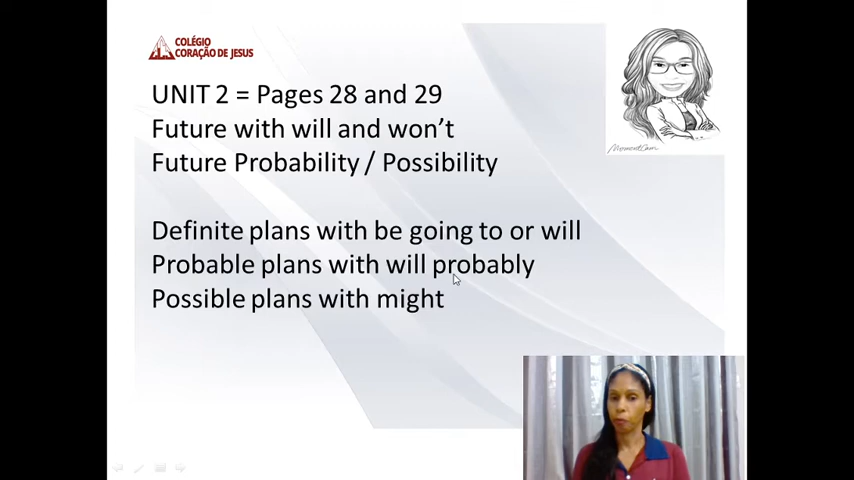 COLÉGIO
CORAÇÃO DE JESUS
UNIT 2 = Pages 28 and 29
Future with will and won't
Future Probability / Possibility
MomentCam
Definite plans with be going to or will
Probable plans with will probably
Possible plans with might